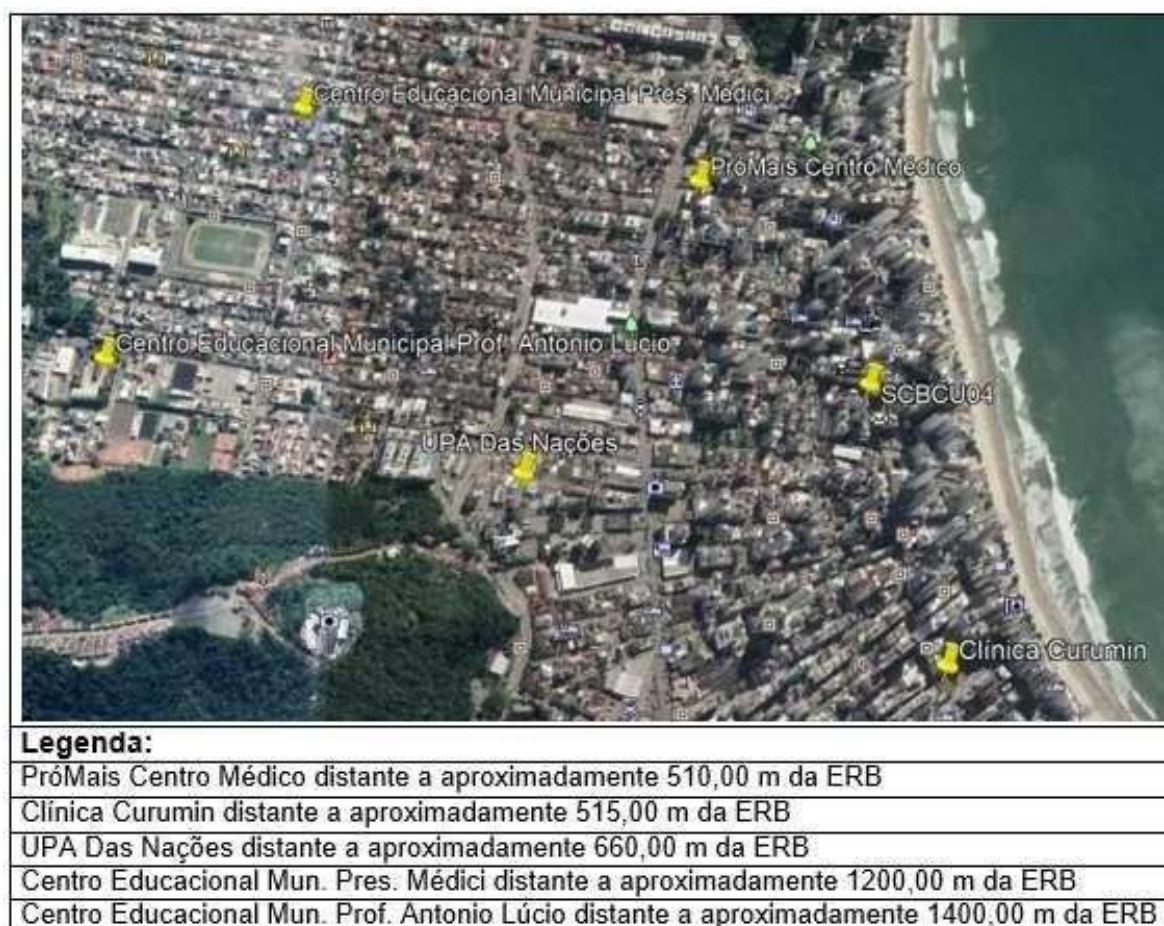 Centro Educacional Municipal Pres. Médici
PróMais Centro Médico
Centro Educacional Municipal Prof. Antonio Lúcio
SCBCU04
UPA Das Nações
Clínica Curumin
Legenda:
PróMais Centro Médico distante a aproximadamente 510,00 m da ERB
Clínica Curumin distante a aproximadamente 515,00 m da ERB
UPA Das Nações distante a aproximadamente 660,00 m da ERB
Centro Educacional Mun. Pres. Médici distante a aproximadamente 1200,00 m da ERB
Centro Educacional Mun. Prof. Antonio Lúcio distante a aproximadamente 1400,00 m da ERB